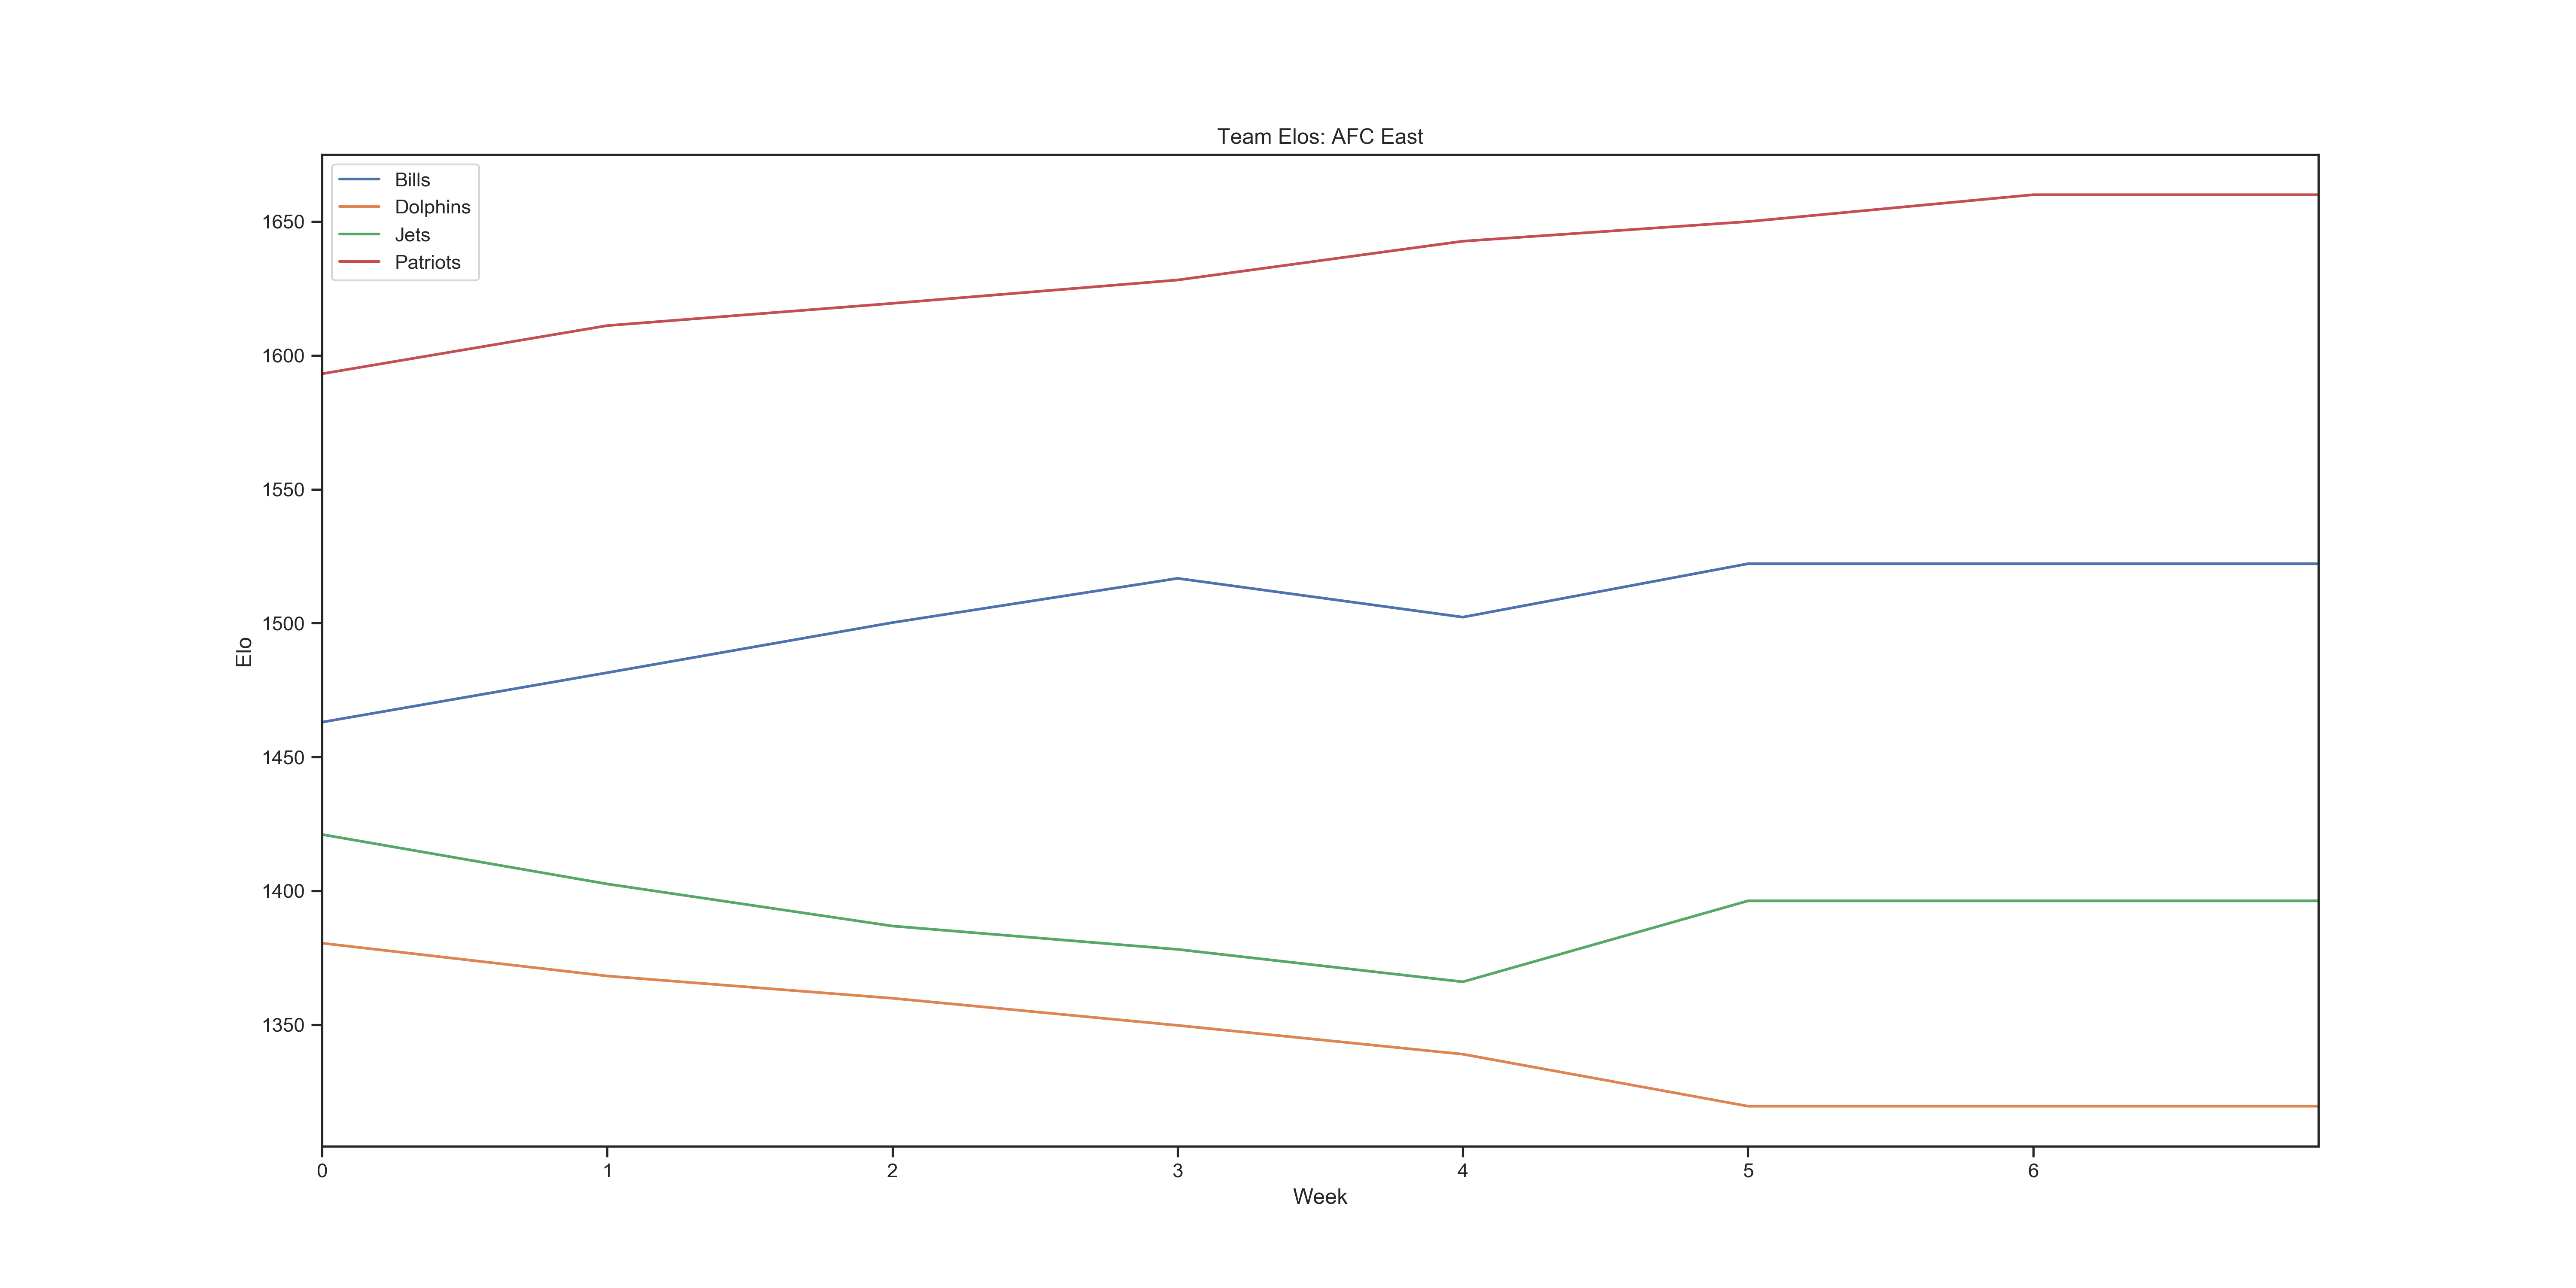 Team Elos: AFC East
Bills
Dolphins
Jets
Patriots
1650
1600
1550
1500
1450
1400
1350
Elo
0 1 2 3 4 5 6
Week